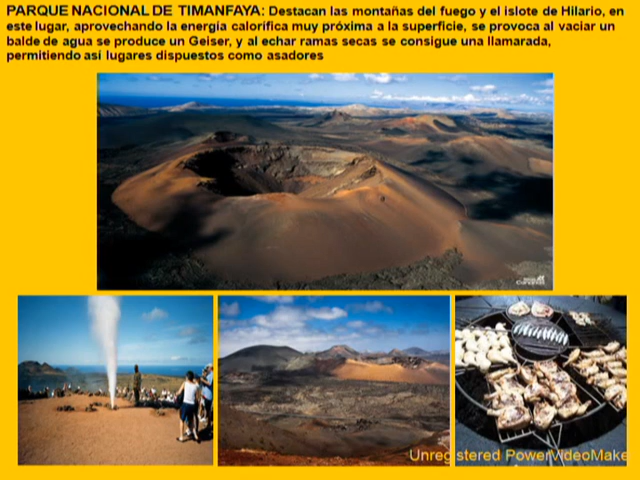 PARQUE NACIONAL DE TIMANFAYA: Destacan las montañas del fuego y el islote de Hilario, en
este lugar, aprovechando la energía calorífica muy próxima a la superficie, se provoca al vaciar un
balde de agua se produce un Geiser, y al echar ramas secas se consigue una llamarada,
permitiendo así lugares dispuestos como asadores
Unregistered PowerVideoMake